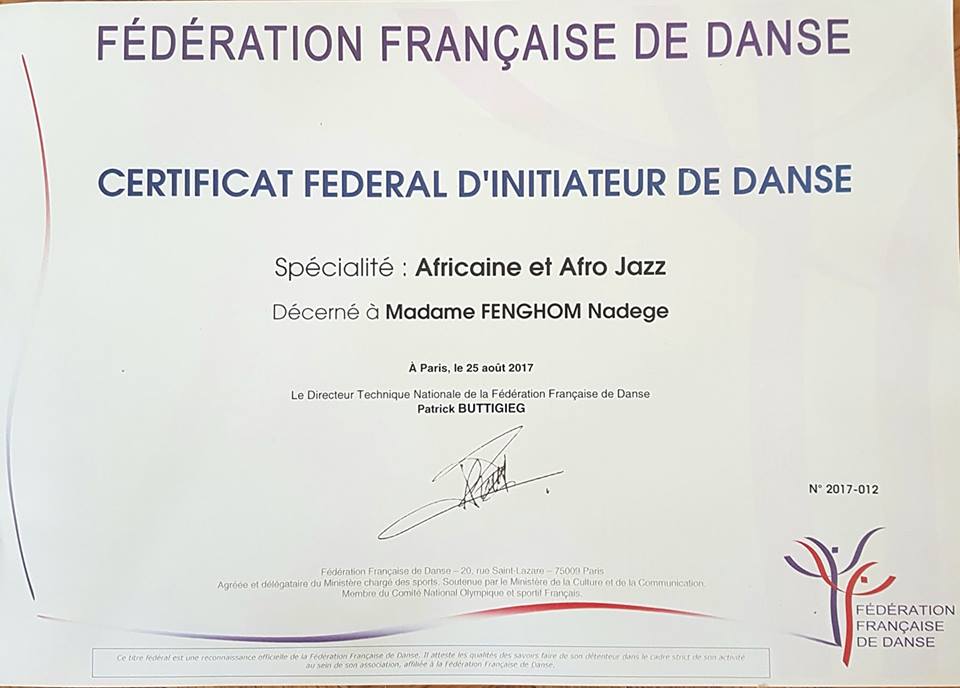 FÉDÉRATION FRANÇAISE DE DANSE
CERTIFICAT FEDERAL D'INITIATEUR DE DANSE
Spécialité : Africaine et Afro Jazz
Décerné à Madame FENGHOM Nadege
À Paris, le 25 août 2017
Le Directeur Technique Nationale de la Fédération Française de Danse
Patrick BUTTIGIEG
N° 2017-012
Fédération Française de Danse – 20, rue Saint-Lazare – 75009 Paris
Agréée et délégataire du Ministère chargé des sports. Soutenue par le Ministère de la Culture et de la Communication.
Membre du Comité National Olympique et sportif Français.
FÉDÉRATION
FRANÇAISE
DE DANSE
Ce titre fédéral est une reconnaissance officielle de la Fédération Française de Danse. Il atteste les qualités des savoirs faire de son détenteur dans le cadre strict de son activité
au sein de son association, affiliée à la Fédération Française de Danse.